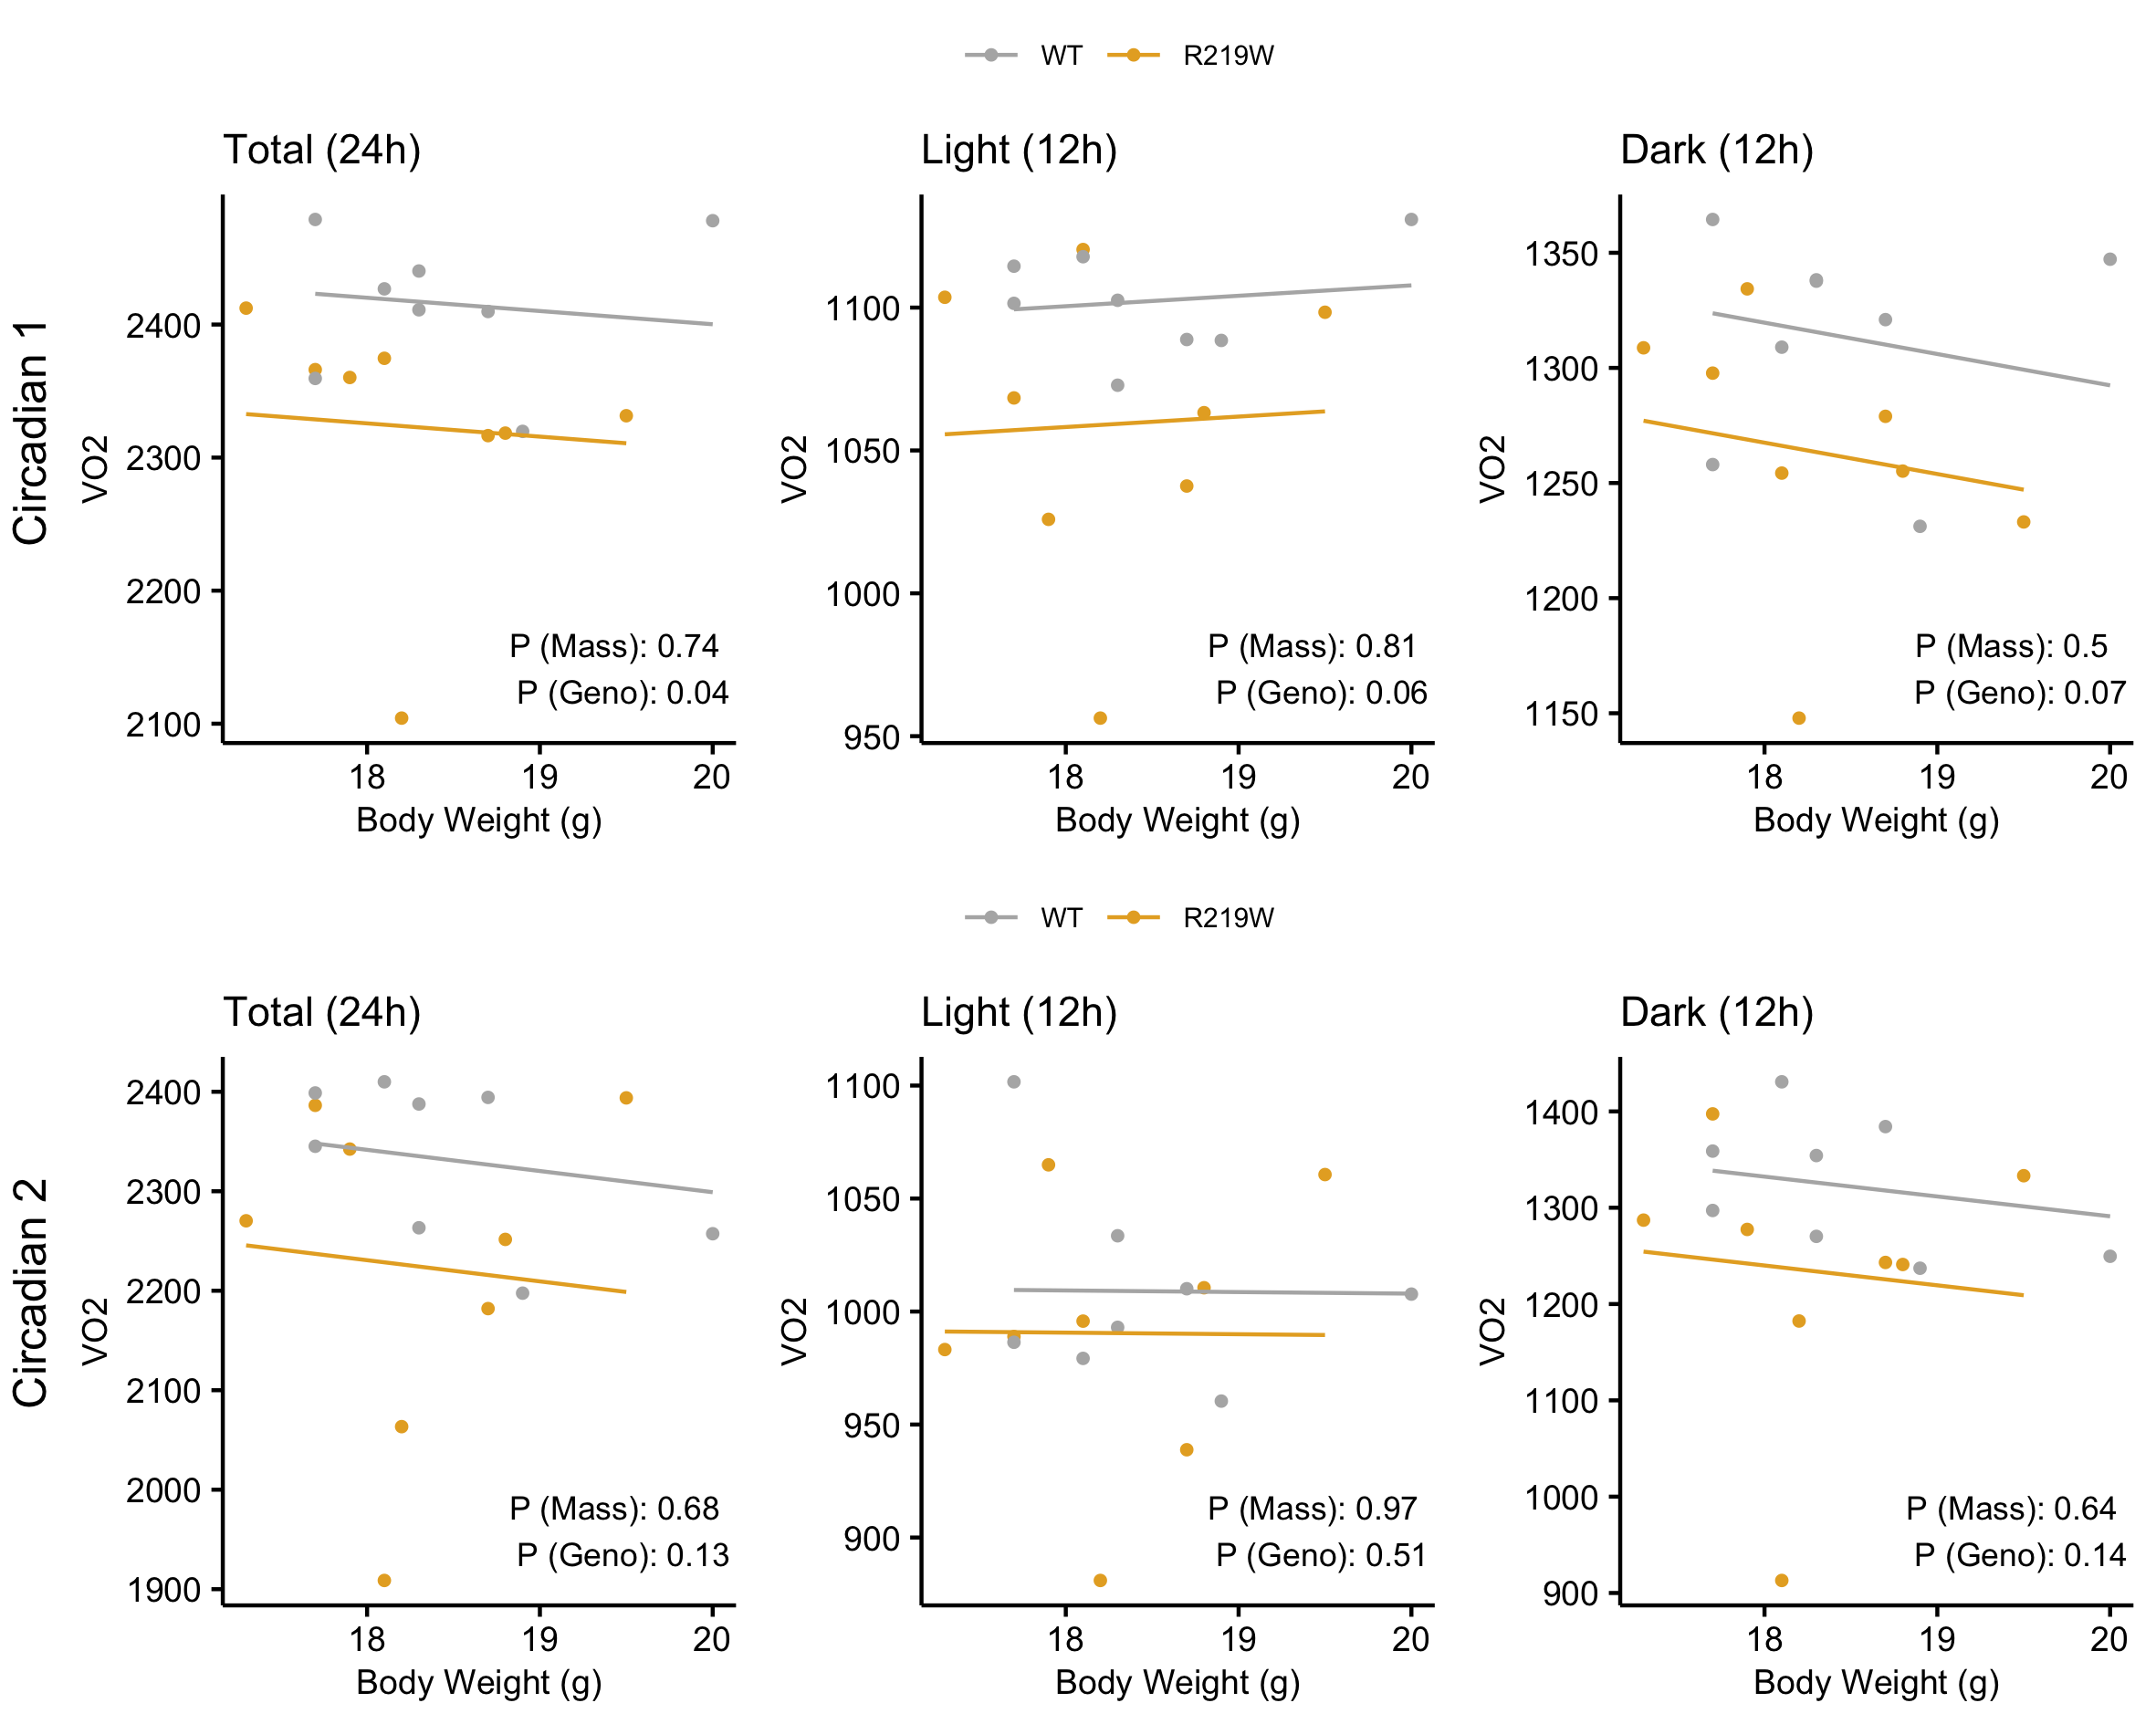 WT R219W
Circadian 1
Total (24h)
VO2
2400
2300
2200
2100
P (Mass): 0.74
P (Geno): 0.04
18 19 20
Body Weight (g)
Light (12h)
VO2
1100
1050
1000
950
P (Mass): 0.81
P (Geno): 0.06
18 19 20
Body Weight (g)
Dark (12h)
VO2
1350
1300
1250
1200
1150
P (Mass): 0.5
P (Geno): 0.07
18 19 20
Body Weight (g)
WT R219W
Circadian 2
Total (24h)
VO2
2400
2300
2200
2100
2000
1900
P (Mass): 0.68
P (Geno): 0.13
18 19 20
Body Weight (g)
Light (12h)
VO2
1100
1050
1000
950
900
P (Mass): 0.97
P (Geno): 0.51
18 19 20
Body Weight (g)
Dark (12h)
VO2
1400
1300
1200
1100
1000
900
P (Mass): 0.64
P (Geno): 0.14
18 19 20
Body Weight (g)